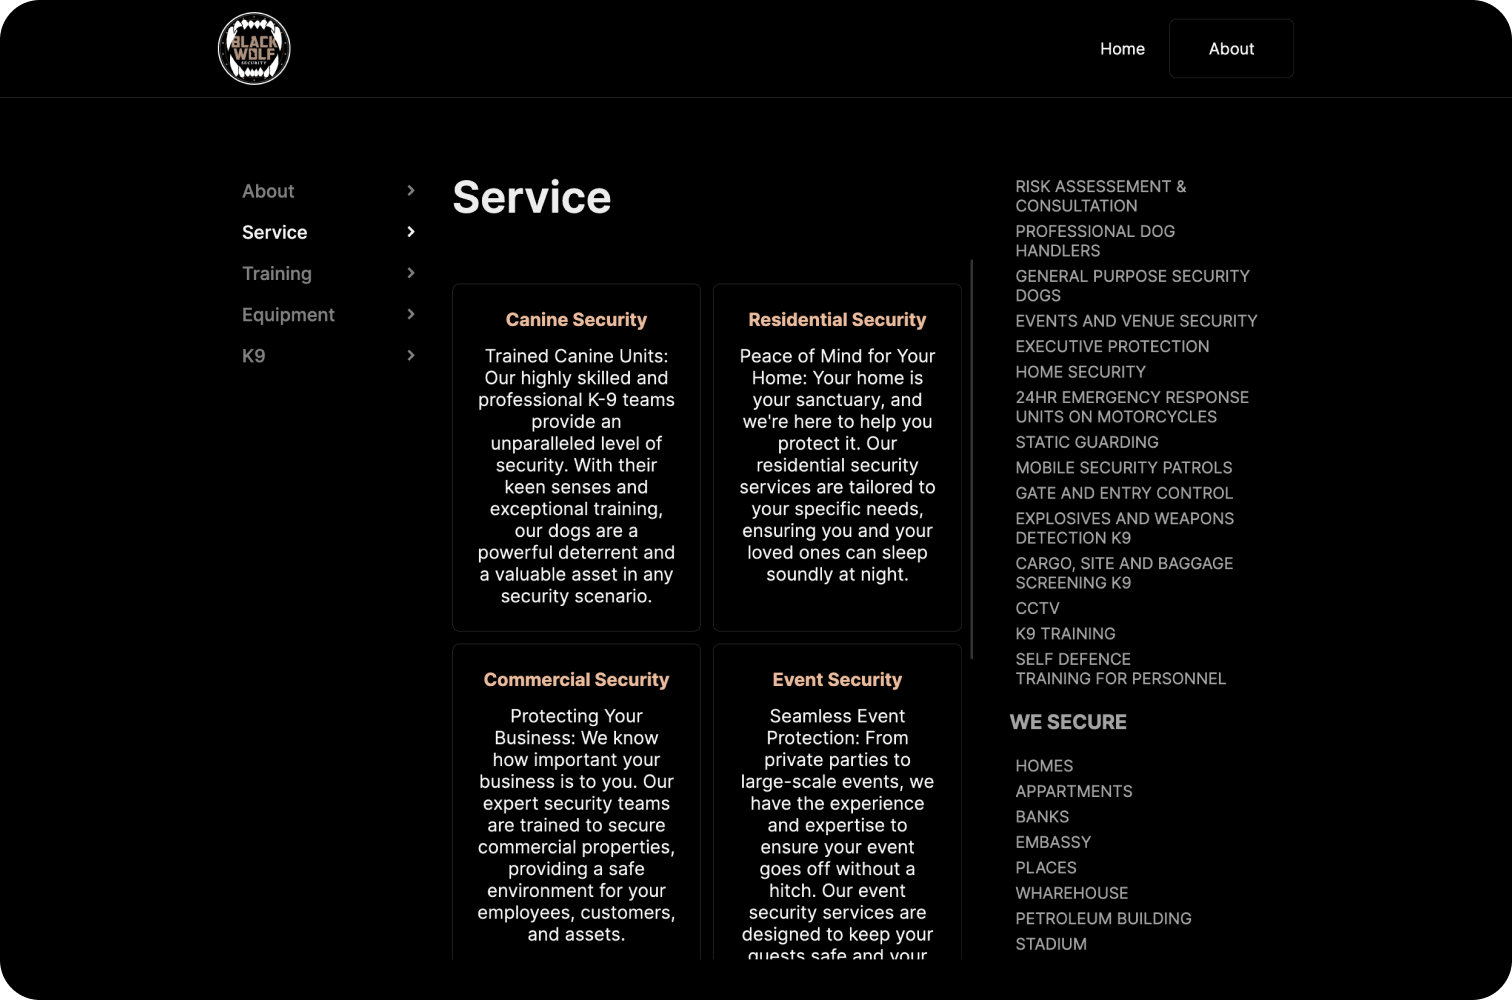 BLACK
WOLF
SECURITY
Home
About
About
Service
Training
Equipment
K9
Service
Canine Security
Trained Canine Units:
Our highly skilled and
professional K-9 teams
provide an
unparalleled level of
security. With their
keen senses and
exceptional training,
our dogs are a
powerful deterrent and
a valuable asset in any
security scenario.
Residential Security
Peace of Mind for Your
Home: Your home is
your sanctuary, and
we're here to help you
protect it. Our
residential security
services are tailored to
your specific needs,
ensuring you and your
loved ones can sleep
soundly at night.
Commercial Security
Protecting Your
Business: We know
how important your
business is to you. Our
expert security teams
are trained to secure
commercial properties,
providing a safe
environment for your
employees, customers,
and assets.
Event Security
Seamless Event
Protection: From
private parties to
large-scale events, we
have the experience
and expertise to
ensure your event
goes off without a
hitch. Our event
security services are
designed to keep your
guests safe and your
RISK ASSESSEMENT &
CONSULTATION
PROFESSIONAL DOG
HANDLERS
GENERAL PURPOSE SECURITY
DOGS
EVENTS AND VENUE SECURITY
EXECUTIVE PROTECTION
HOME SECURITY
24HR EMERGENCY RESPONSE
UNITS ON MOTORCYCLES
STATIC GUARDING
MOBILE SECURITY PATROLS
GATE AND ENTRY CONTROL
EXPLOSIVES AND WEAPONS
DETECTION K9
CARGO, SITE AND BAGGAGE
SCREENING K9
CCTV
K9 TRAINING
SELF DEFENCE
TRAINING FOR PERSONNEL
WE SECURE
HOMES
APPARTMENTS
BANKS
EMBASSY
PLACES
WHAREHOUSE
PETROLEUM BUILDING
STADIUM